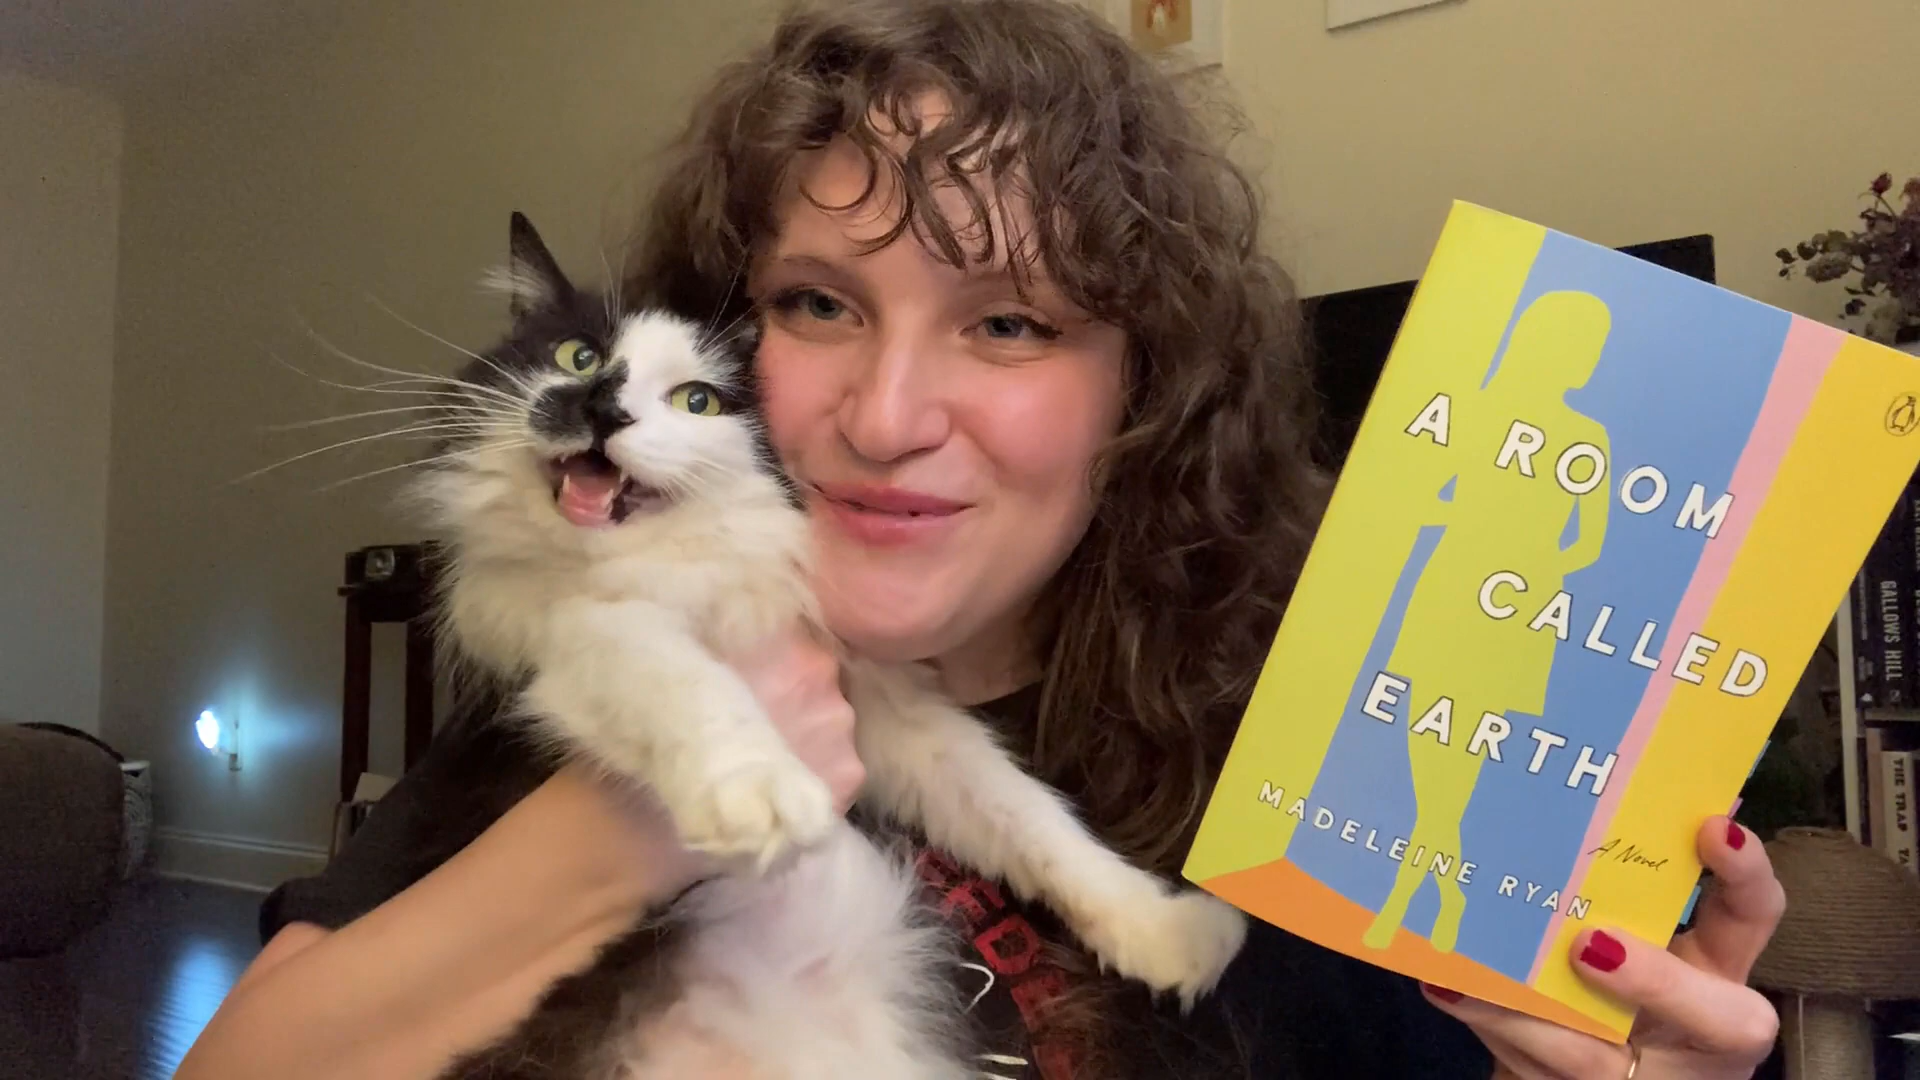 A ROOM
CALLED
EARTH
MADELEINE RYAN
A Novel
GALLOWS HILL
THE TRAP